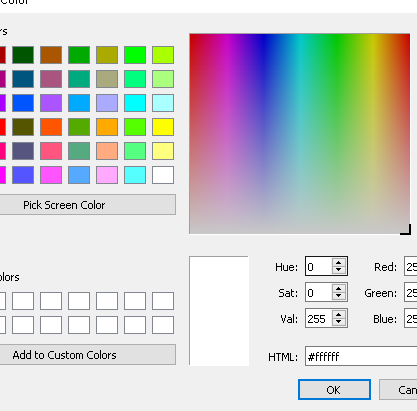 Color
rs
Pick Screen Color
olors
Hue: 0 Red: 25
Sat: 0 Green: 25
Val: 255 Blue: 25
HTML: #ffffff
Add to Custom Colors
OK Can